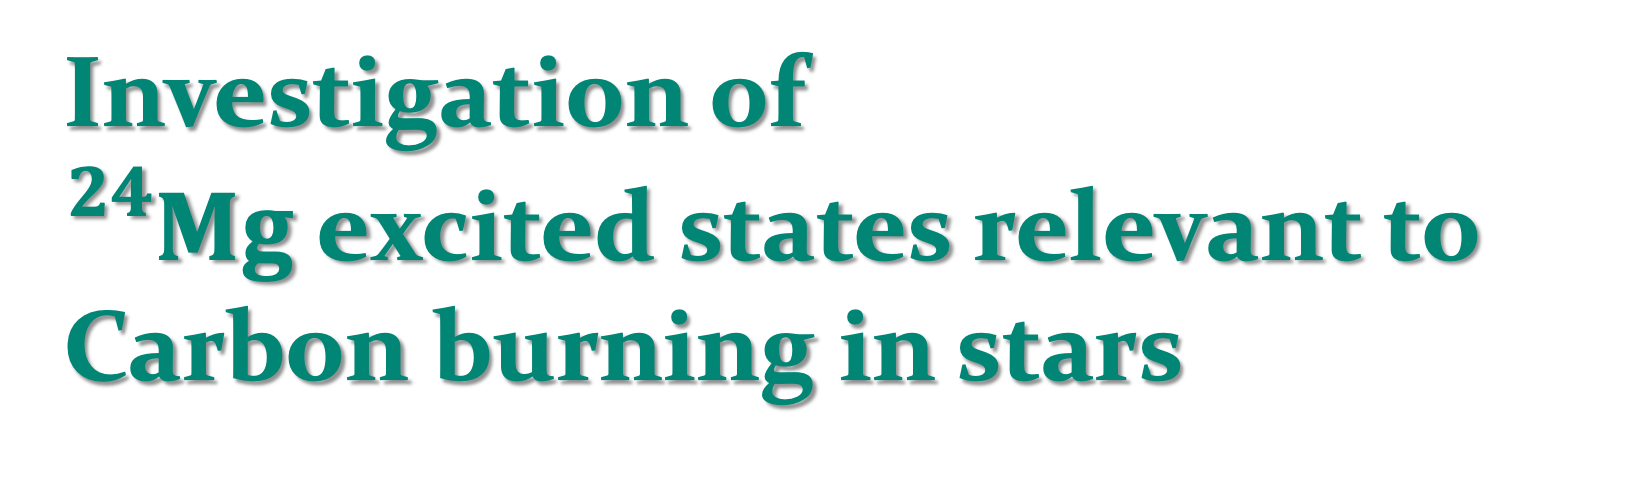 Investigation of
²⁴Mg excited states relevant to
Carbon burning in stars